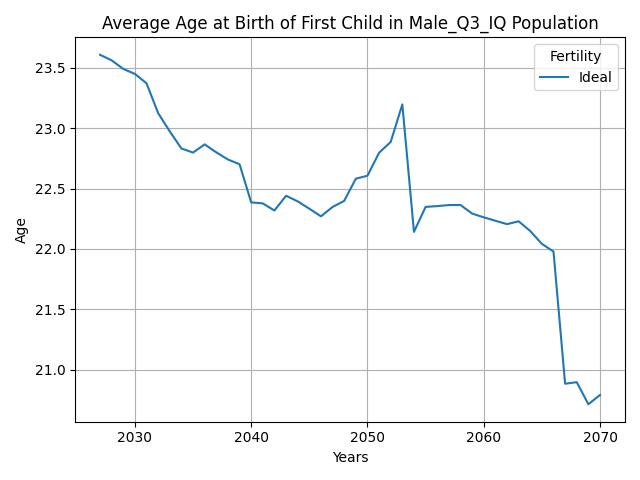 Average Age at Birth of First Child in Male_Q3_IQ Population
Fertility
Ideal
23.5
23.0
22.5
22.0
21.5
21.0
Age
2030 2040 2050 2060 2070
Years